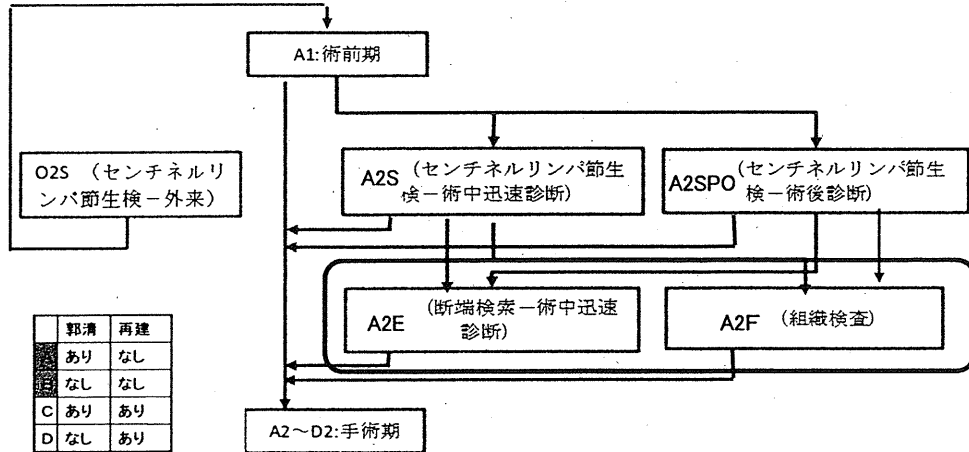 A1:術前期
O2S （センチネルリ
ンパ節生検－外来）
A2S （センチネルリンパ節生
検－術中迅速診断）
A2SPO （センチネルリンパ節生
検－術後診断）
A2E （断端検索－術中迅速
診断）
A2F （組織検査）
郭清 再建
A あり なし
B なし なし
C あり あり
D なし あり
A2～D2:手術期